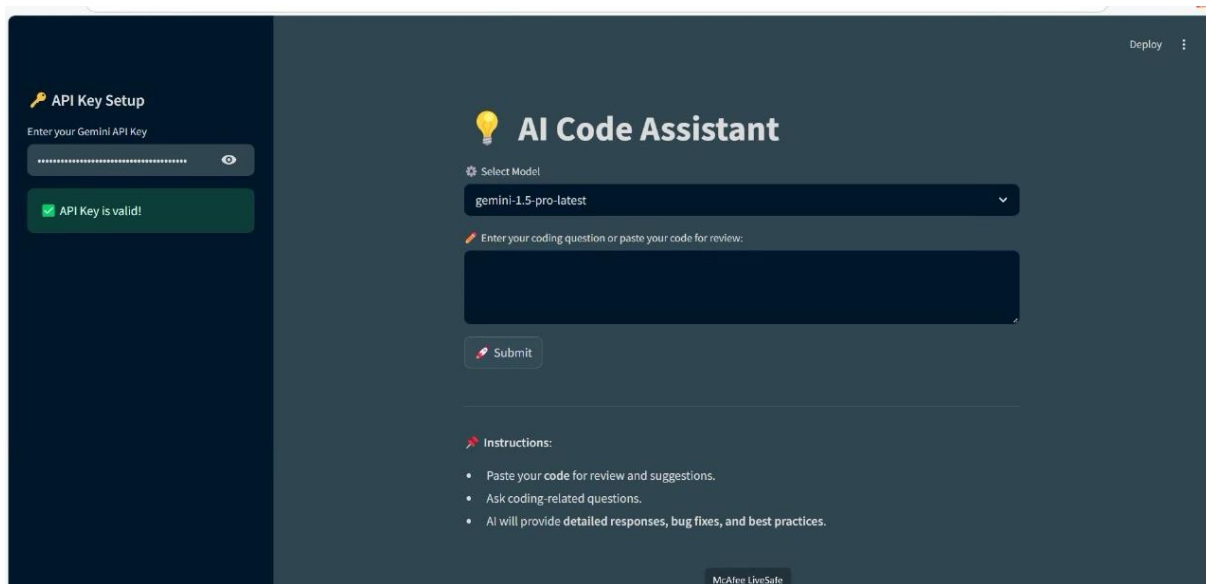 Deploy
🔑 API Key Setup
Enter your Gemini API Key
••••••••••••••••••••••••••••••••••••••
✅ API Key is valid!
💡 AI Code Assistant
⚙️ Select Model
gemini-1.5-pro-latest
✏️ Enter your coding question or paste your code for review:
🚀 Submit
📌 Instructions:
• Paste your code for review and suggestions.
• Ask coding-related questions.
• AI will provide detailed responses, bug fixes, and best practices.
McAfee LiveSafe